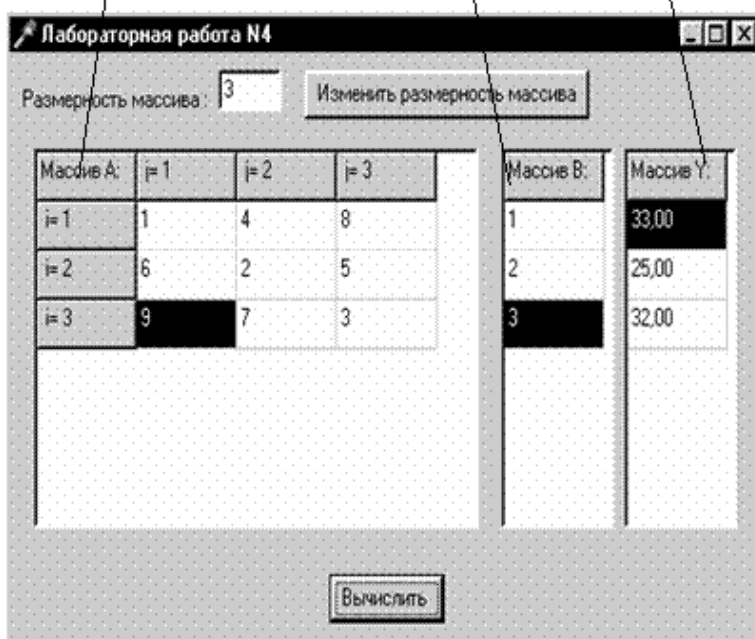 Лабораторная работа N4
Размерность массива : 3 Изменить размерность массива
Массив A: j= 1 j= 2 j= 3 Массив B: Массив Y:
i= 1 1 4 8 1 33,00
i= 2 6 2 5 2 25,00
i= 3 9 7 3 3 32,00
Вычислить